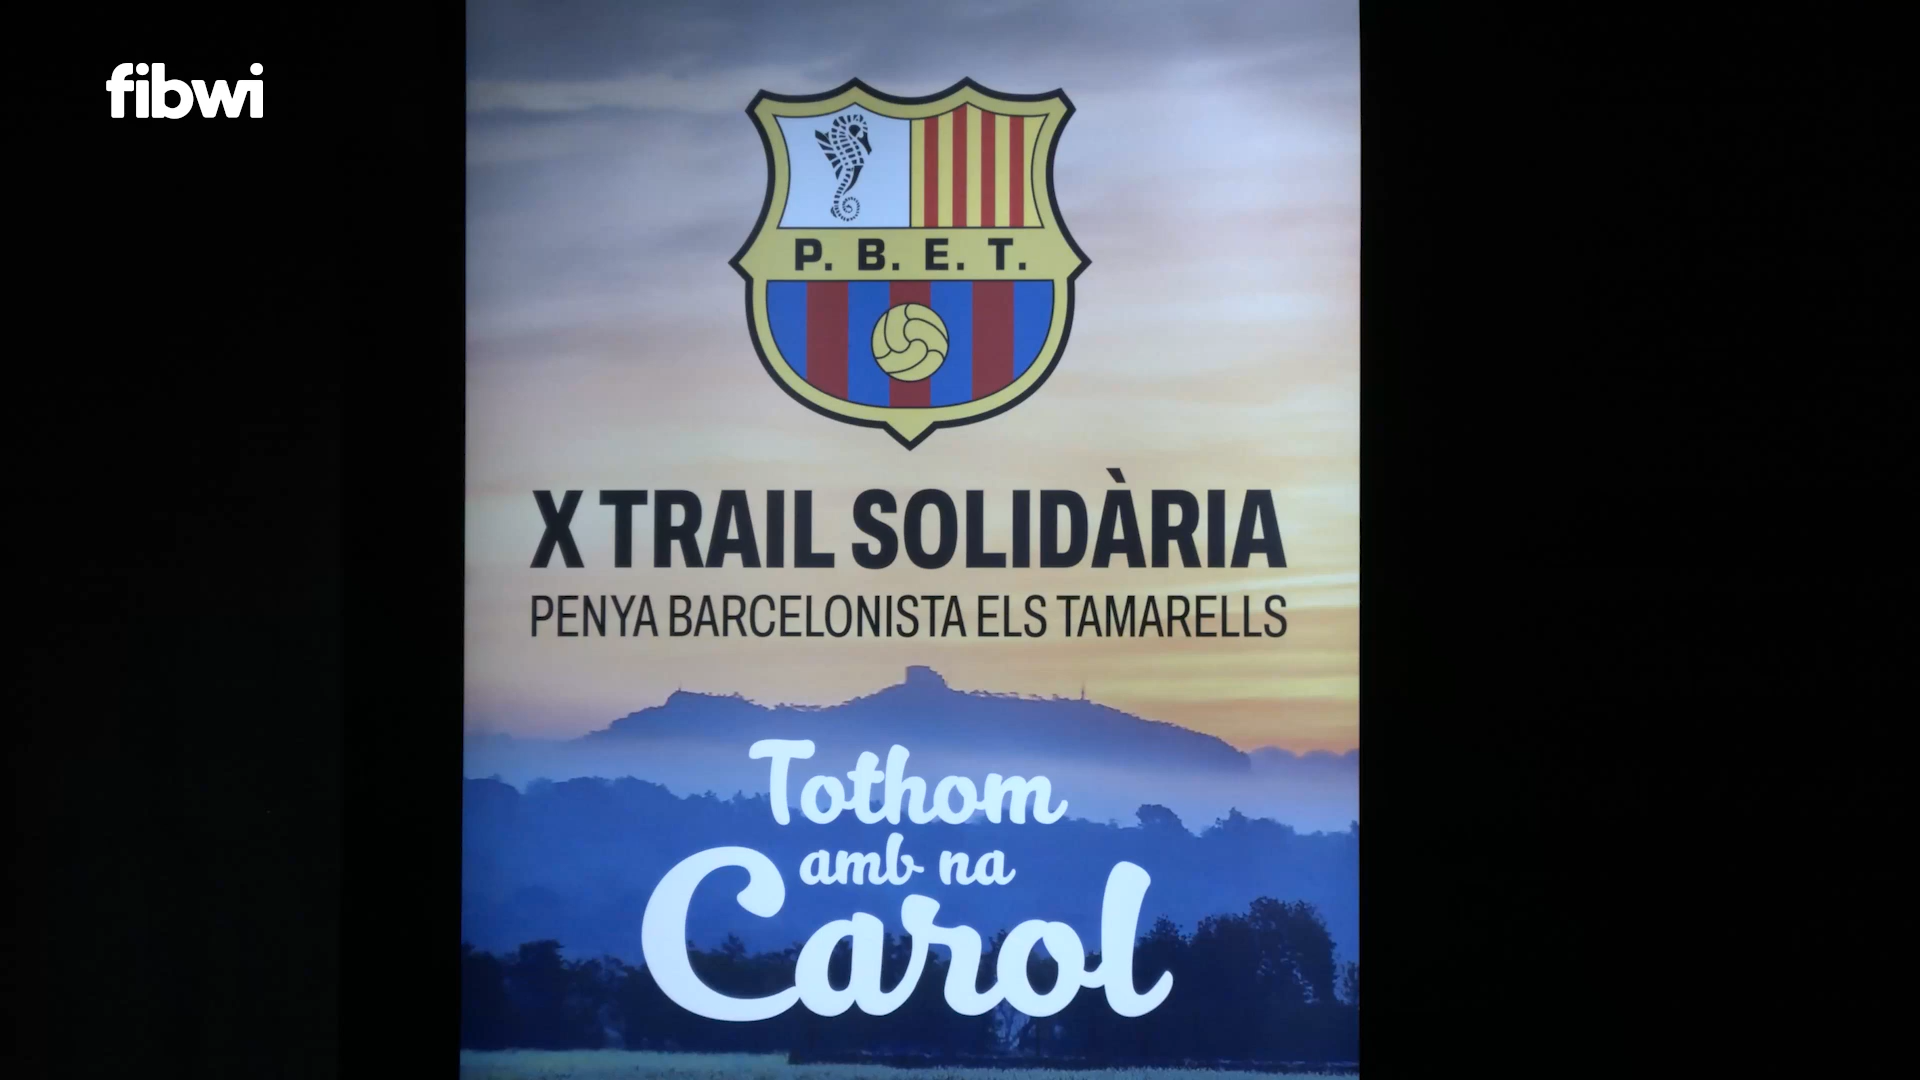 fibwi
P. B. E. T.
X TRAIL SOLIDÀRIA
PENYA BARCELONISTA ELS TAMARELLS
Tothom
amb na
Carol